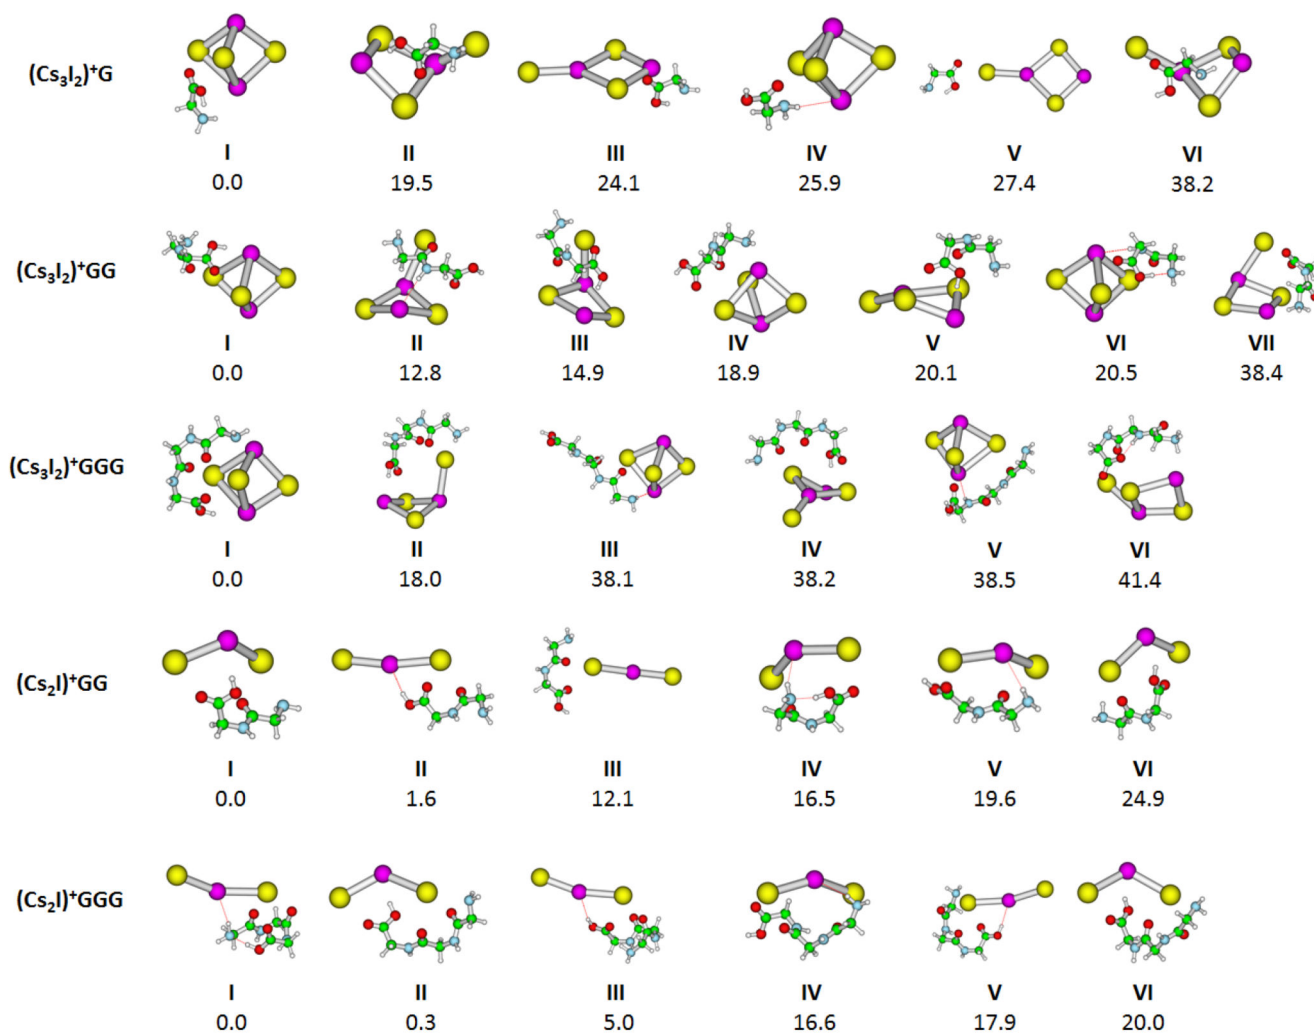 (Cs3I2)+G
I II III IV V VI
0.0 19.5 24.1 25.9 27.4 38.2
(Cs3I2)+GG
I II III IV V VI VII
0.0 12.8 14.9 18.9 20.1 20.5 38.4
(Cs3I2)+GGG
I II III IV V VI
0.0 18.0 38.1 38.2 38.5 41.4
(Cs2I)+GG
I II III IV V VI
0.0 1.6 12.1 16.5 19.6 24.9
(Cs2I)+GGG
I II III IV V VI
0.0 0.3 5.0 16.6 17.9 20.0